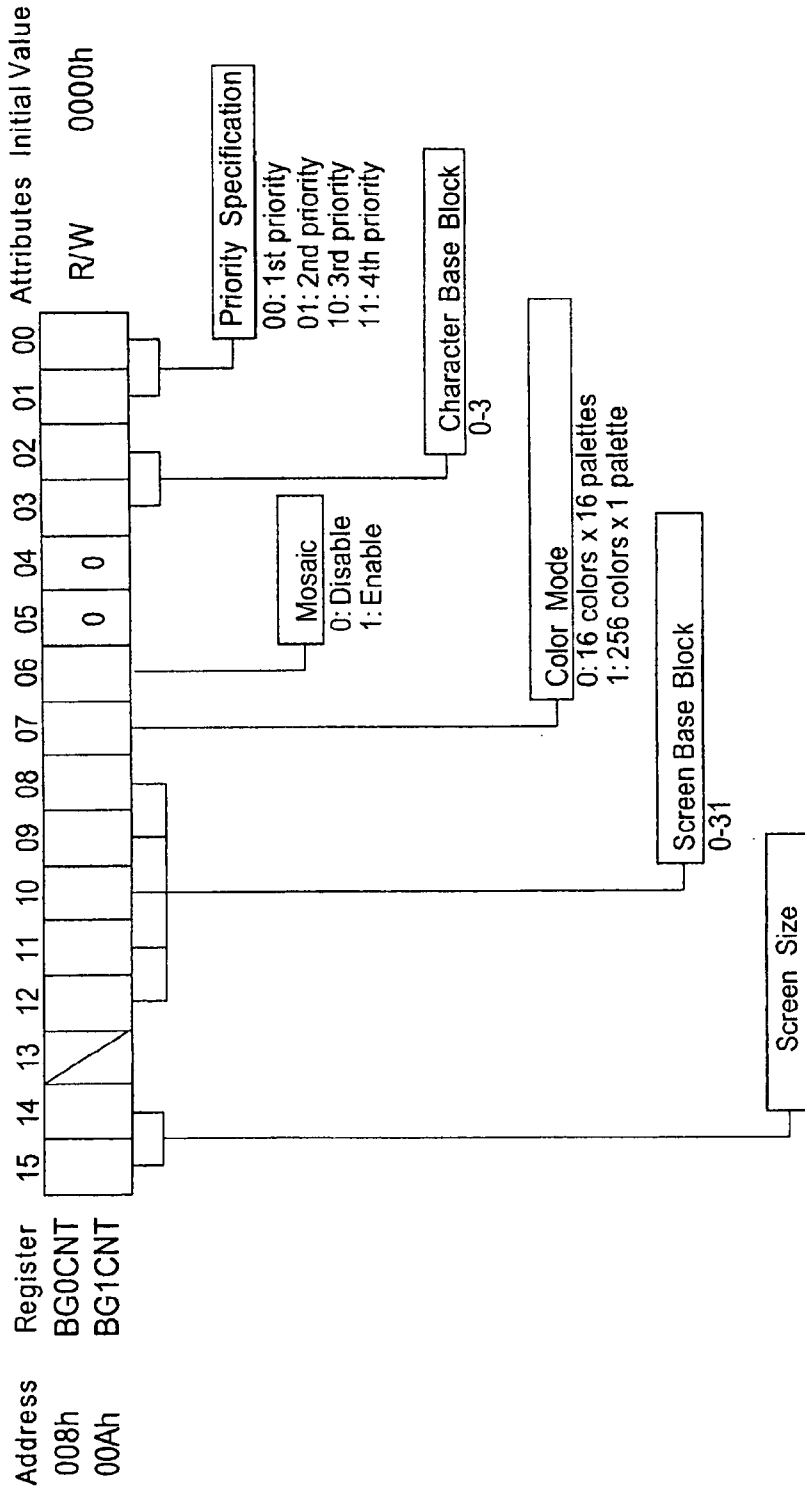 Address Register 15 14 13 12 11 10 09 08 07 06 05 04 03 02 01 00 Attributes Initial Value
008h BG0CNT 0 0 R/W 0000h
00Ah BG1CNT
Priority Specification
00: 1st priority
01: 2nd priority
10: 3rd priority
11: 4th priority
Mosaic
0: Disable
1: Enable
Character Base Block
0-3
Color Mode
0: 16 colors x 16 palettes
1: 256 colors x 1 palette
Screen Base Block
0-31
Screen Size